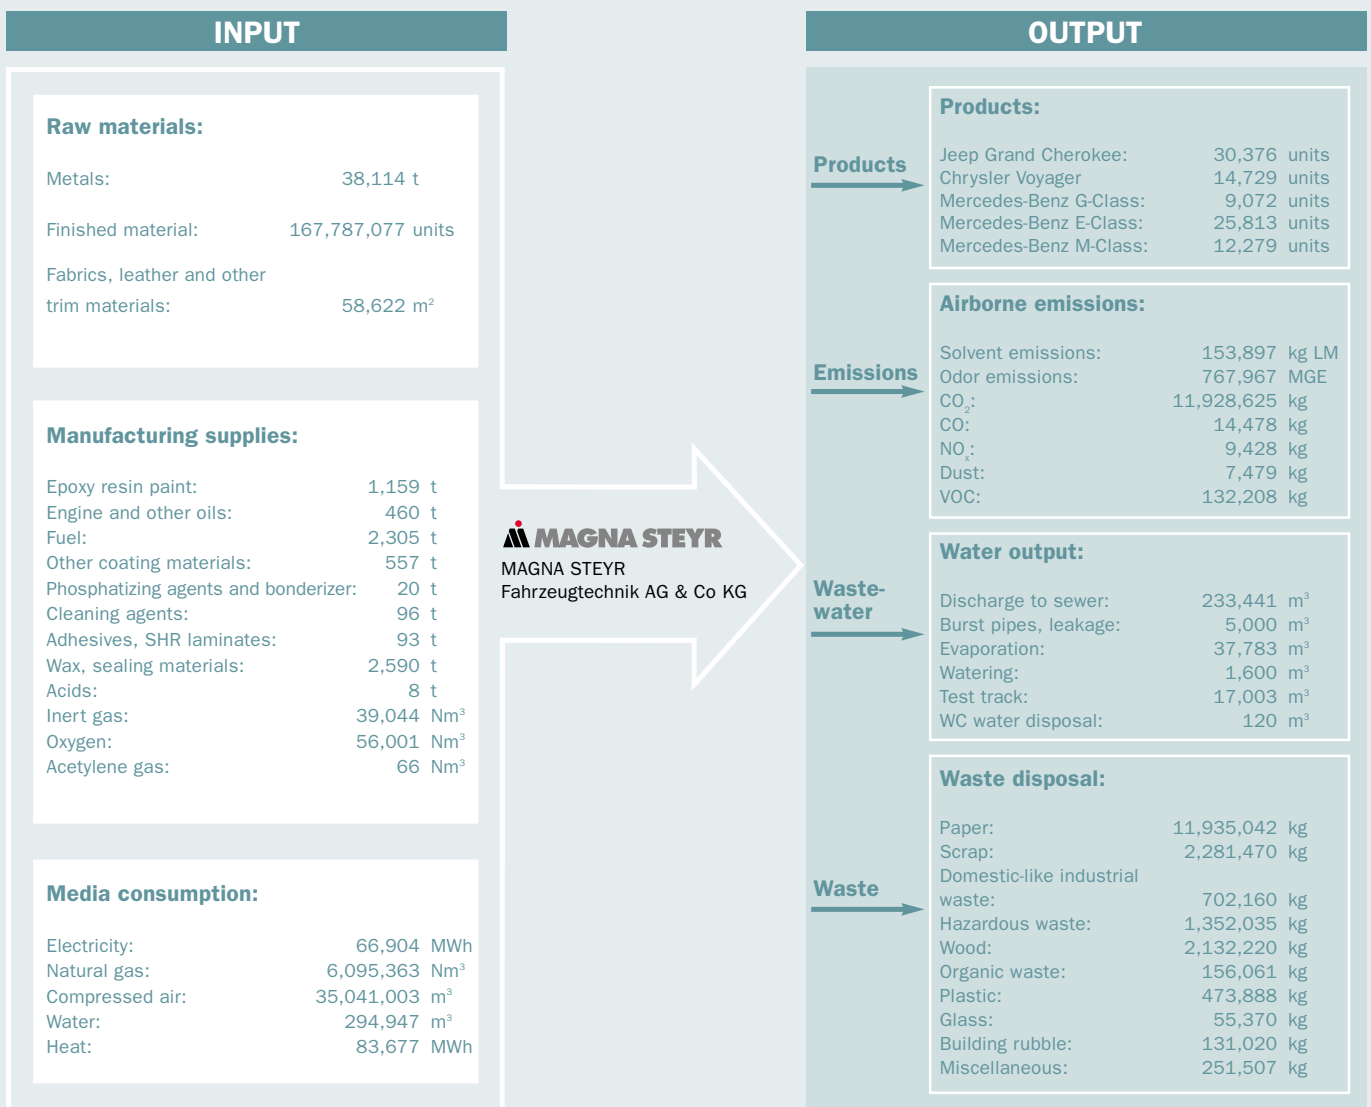 INPUT
Raw materials:
Metals: 38,114 t
Finished material: 167,787,077 units
Fabrics, leather and other
trim materials: 58,622 m²
Manufacturing supplies:
Epoxy resin paint: 1,159 t
Engine and other oils: 460 t
Fuel: 2,305 t
Other coating materials: 557 t
Phosphatizing agents and bonderizer: 20 t
Cleaning agents: 96 t
Adhesives, SHR laminates: 93 t
Wax, sealing materials: 2,590 t
Acids: 8 t
Inert gas: 39,044 Nm³
Oxygen: 56,001 Nm³
Acetylene gas: 66 Nm³
Media consumption:
Electricity: 66,904 MWh
Natural gas: 6,095,363 Nm³
Compressed air: 35,041,003 m³
Water: 294,947 m³
Heat: 83,677 MWh
MAGNA STEYR
MAGNA STEYR
Fahrzeugtechnik AG & Co KG
OUTPUT
Products
Products:
Jeep Grand Cherokee: 30,376 units
Chrysler Voyager 14,729 units
Mercedes-Benz G-Class: 9,072 units
Mercedes-Benz E-Class: 25,813 units
Mercedes-Benz M-Class: 12,279 units
Emissions
Airborne emissions:
Solvent emissions: 153,897 kg LM
Odor emissions: 767,967 MGE
CO₂: 11,928,625 kg
CO: 14,478 kg
NOₓ: 9,428 kg
Dust: 7,479 kg
VOC: 132,208 kg
Waste-
water
Water output:
Discharge to sewer: 233,441 m³
Burst pipes, leakage: 5,000 m³
Evaporation: 37,783 m³
Watering: 1,600 m³
Test track: 17,003 m³
WC water disposal: 120 m³
Waste
Waste disposal:
Paper: 11,935,042 kg
Scrap: 2,281,470 kg
Domestic-like industrial
waste: 702,160 kg
Hazardous waste: 1,352,035 kg
Wood: 2,132,220 kg
Organic waste: 156,061 kg
Plastic: 473,888 kg
Glass: 55,370 kg
Building rubble: 131,020 kg
Miscellaneous: 251,507 kg